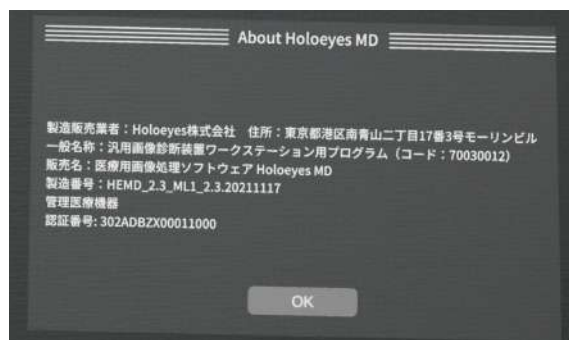 About Holoeyes MD
製造販売業者：Holoeyes株式会社　住所：東京都港区南青山二丁目17番3号モーリンビル
一般名称：汎用画像診断装置ワークステーション用プログラム（コード：70030012）
販売名：医療用画像処理ソフトウェア Holoeyes MD
製造番号：HEMD_2.3_ML1_2.3.20211117
管理医療機器
認証番号: 302ADBZX00011000
OK